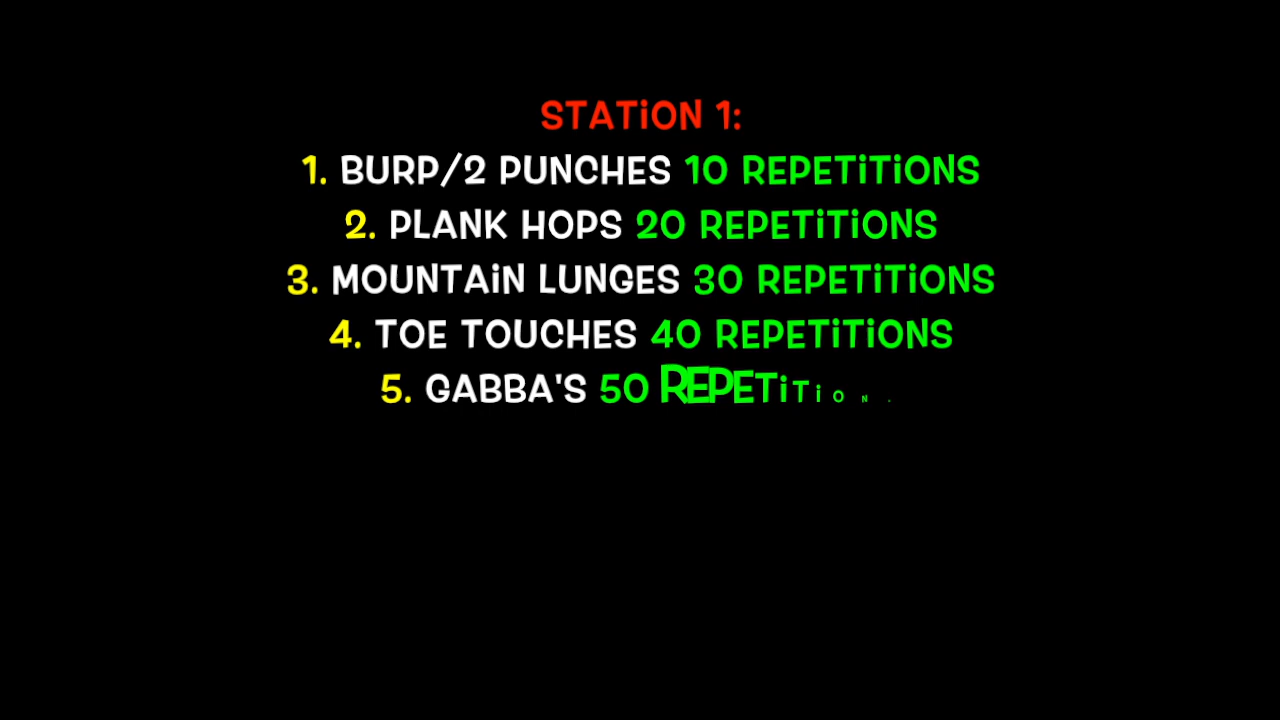 STATiON 1:
1. BURP/2 PUNCHES 10 REPETiTiONS
2. PLANK HOPS 20 REPETiTiONS
3. MOUNTAiN LUNGES 30 REPETiTiONS
4. TOE TOUCHES 40 REPETiTiONS
5. GABBA'S 50 REPETiTiON.